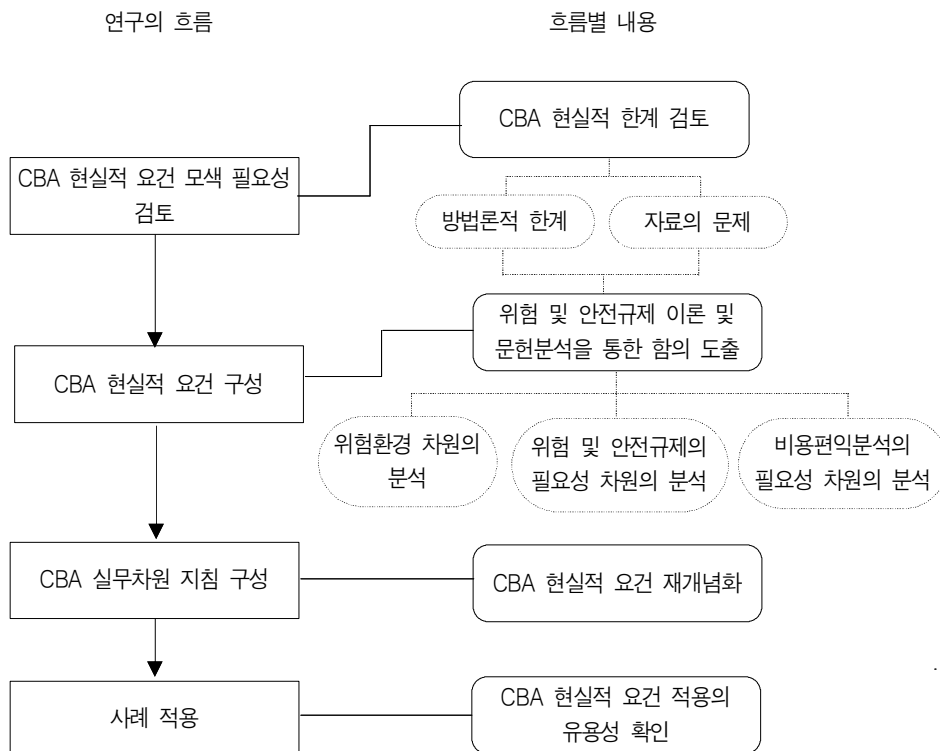 연구의 흐름
흐름별 내용
CBA 현실적 한계 검토
CBA 현실적 요건 모색 필요성
검토
방법론적 한계
자료의 문제
위험 및 안전규제 이론 및
문헌분석을 통한 함의 도출
CBA 현실적 요건 구성
위험환경 차원의
분석
위험 및 안전규제의
필요성 차원의 분석
비용편익분석의
필요성 차원의 분석
CBA 실무차원 지침 구성
CBA 현실적 요건 재개념화
사례 적용
CBA 현실적 요건 적용의
유용성 확인
.